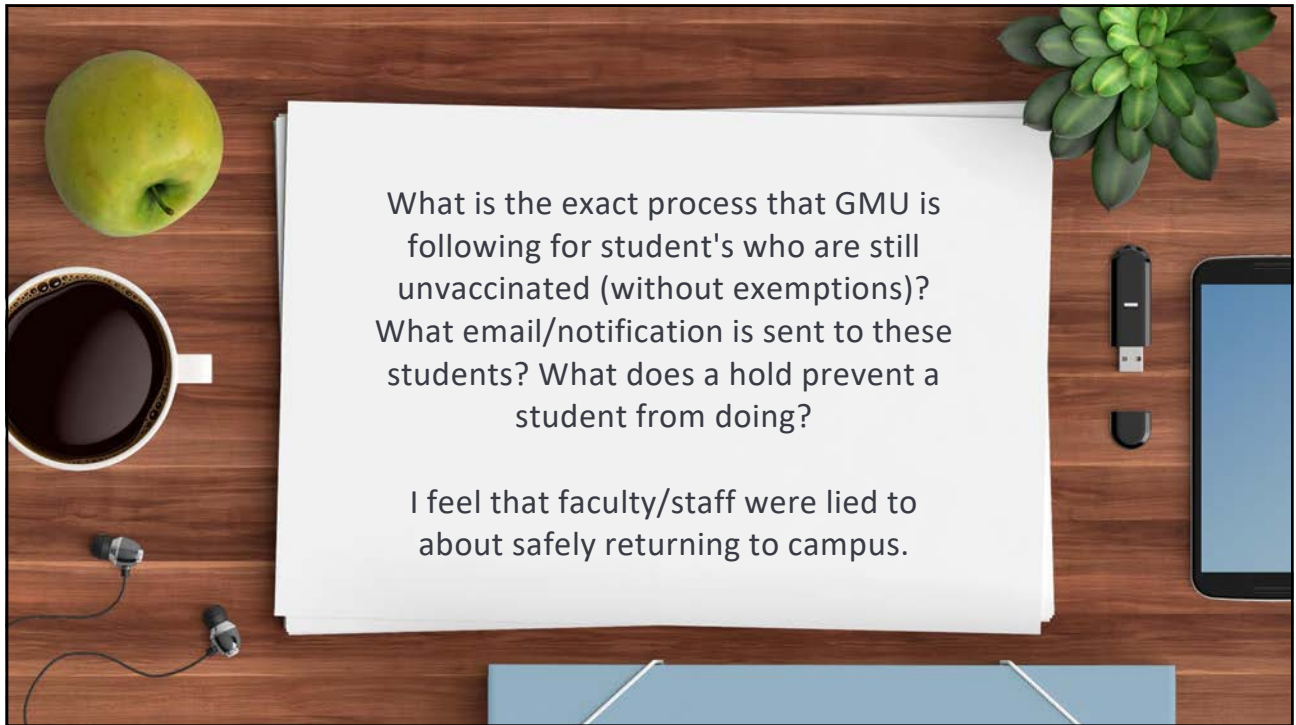 What is the exact process that GMU is
following for student's who are still
unvaccinated (without exemptions)?
What email/notification is sent to these
students? What does a hold prevent a
student from doing?
I feel that faculty/staff were lied to
about safely returning to campus.